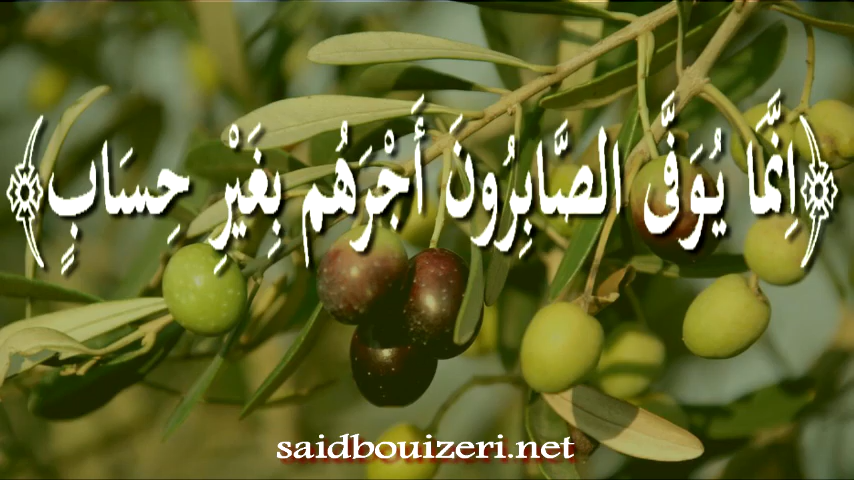 ﴿إِنَّمَا يُوَفَّى الصَّابِرُونَ أَجْرَهُم بِغَيْرِ حِسَابٍ﴾
saidbouizeri.net